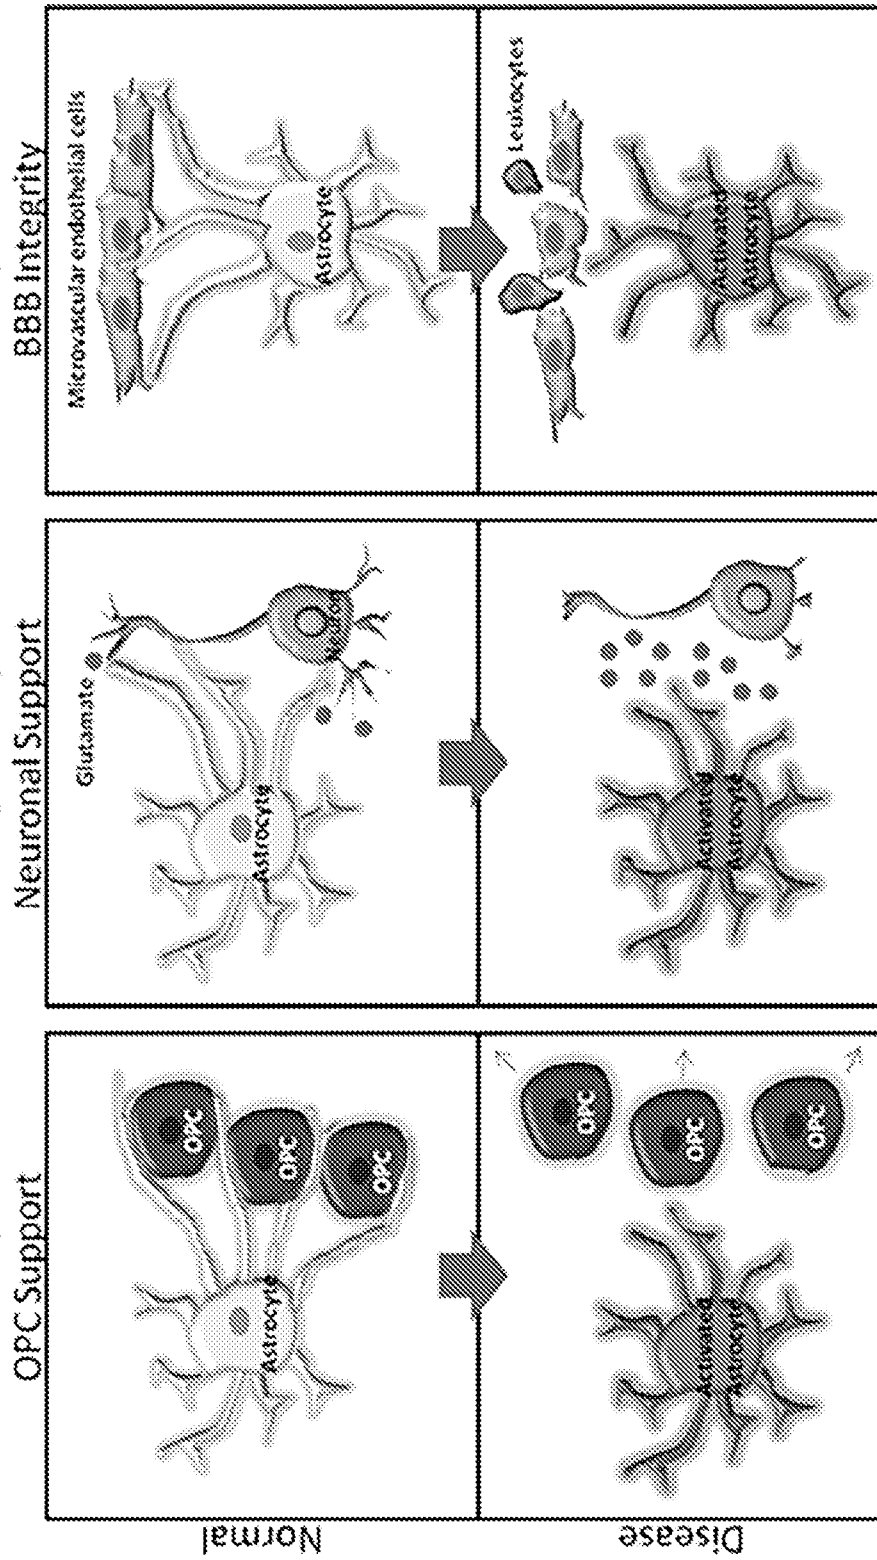 OPC Support
Neuronal Support
BBB Integrity
Normal
Astrocyte
OPC
OPC
OPC
Glutamate
Astrocyte
Neuron
Microvascular endothelial cells
Astrocyte
Disease
Activated
Astrocyte
OPC
OPC
OPC
Activated
Astrocyte
Leukocytes
Activated
Astrocyte